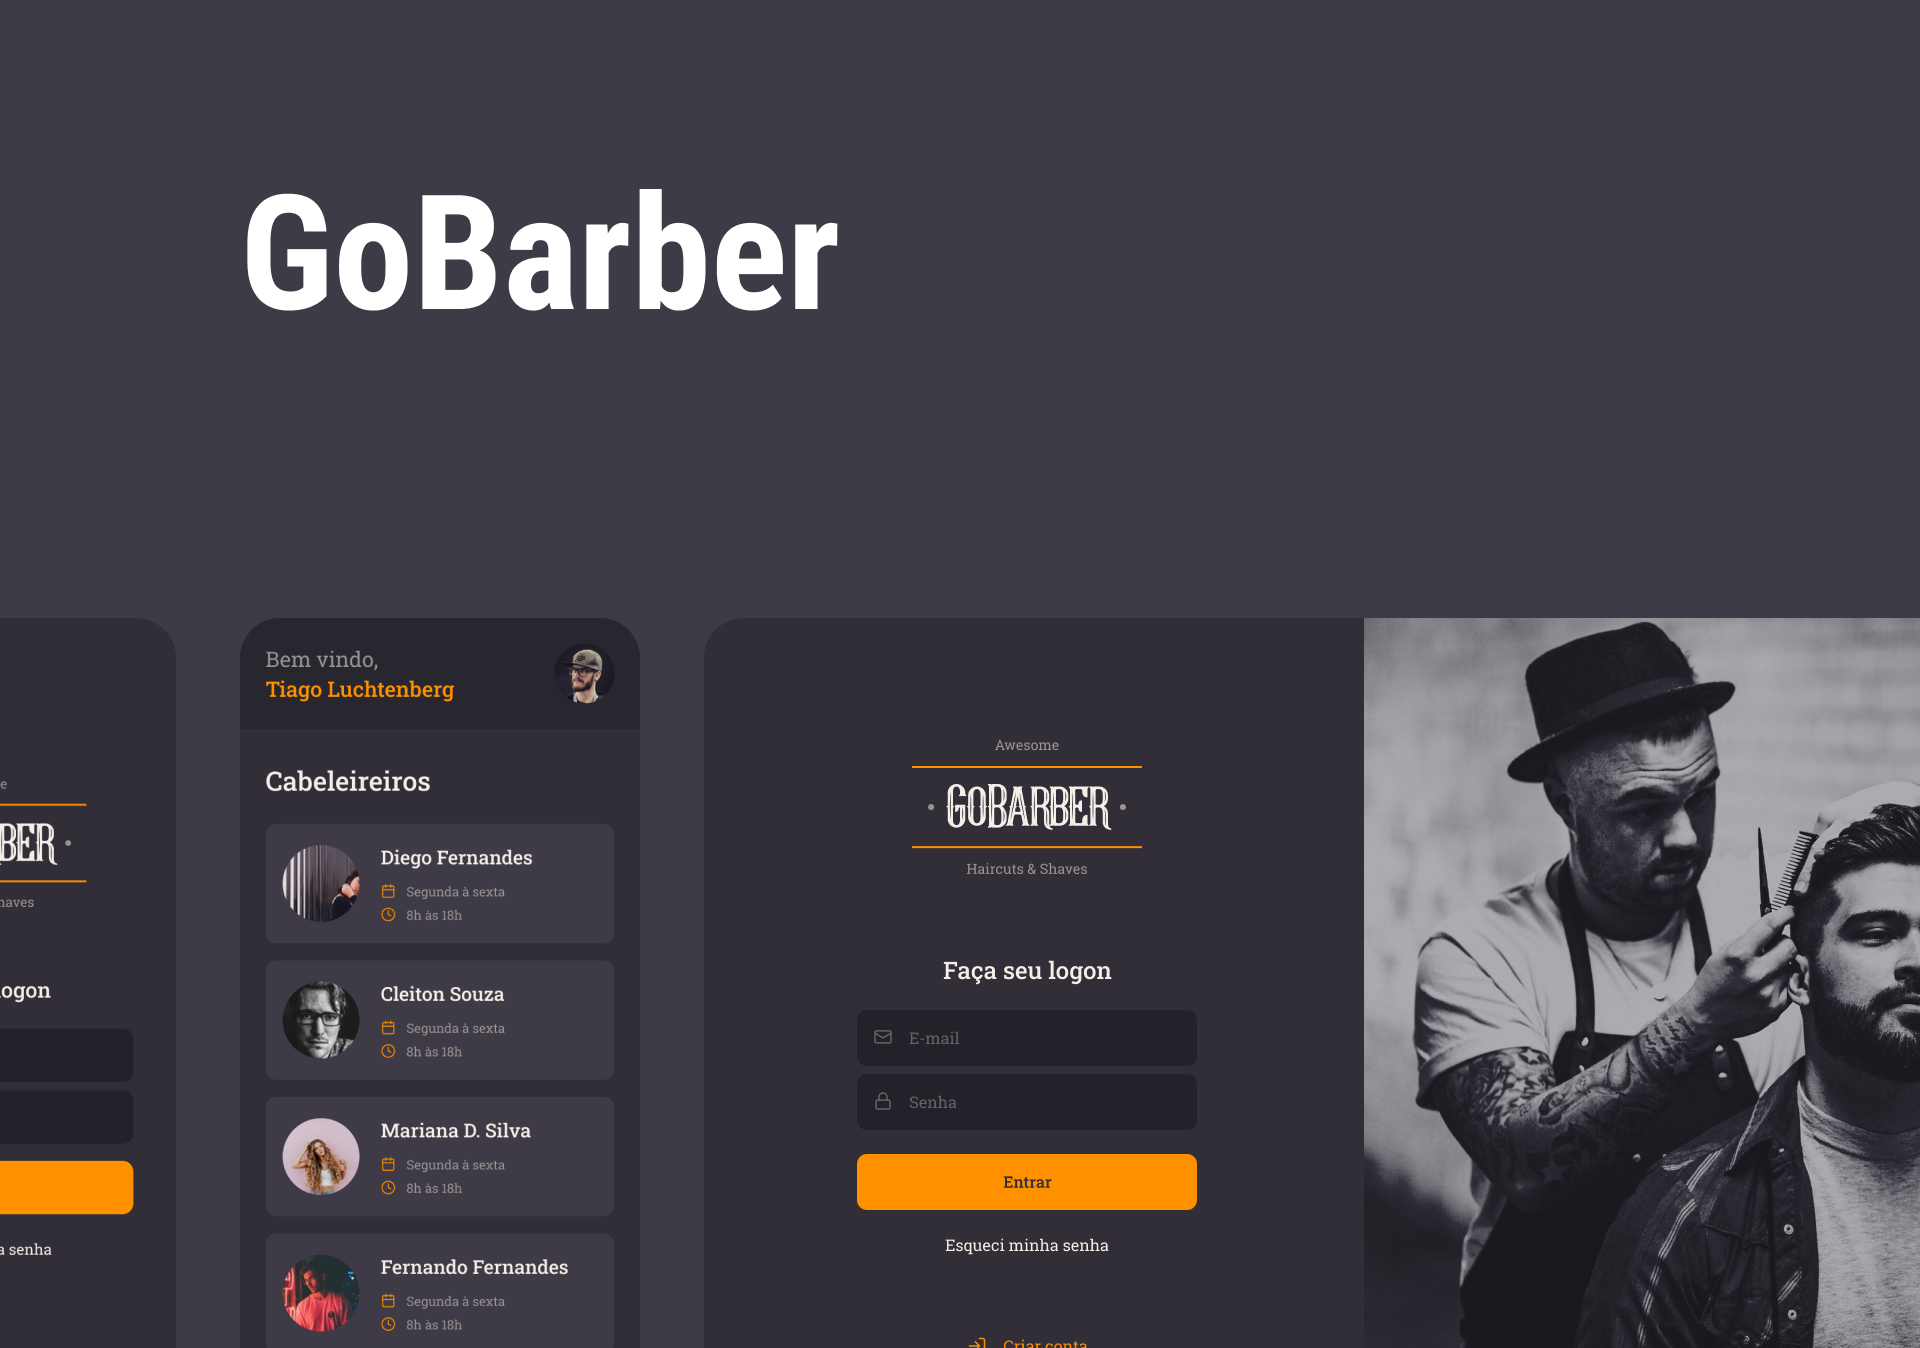 GoBarber
e
BER
haves
logon
a senha
Bem vindo,
Tiago Luchtenberg
Cabeleireiros
Diego Fernandes
Segunda à sexta
8h às 18h
Cleiton Souza
Segunda à sexta
8h às 18h
Mariana D. Silva
Segunda à sexta
8h às 18h
Fernando Fernandes
Segunda à sexta
8h às 18h
Awesome
GOBARBER
Haircuts & Shaves
Faça seu logon
E-mail
Senha
Entrar
Esqueci minha senha
Criar conta